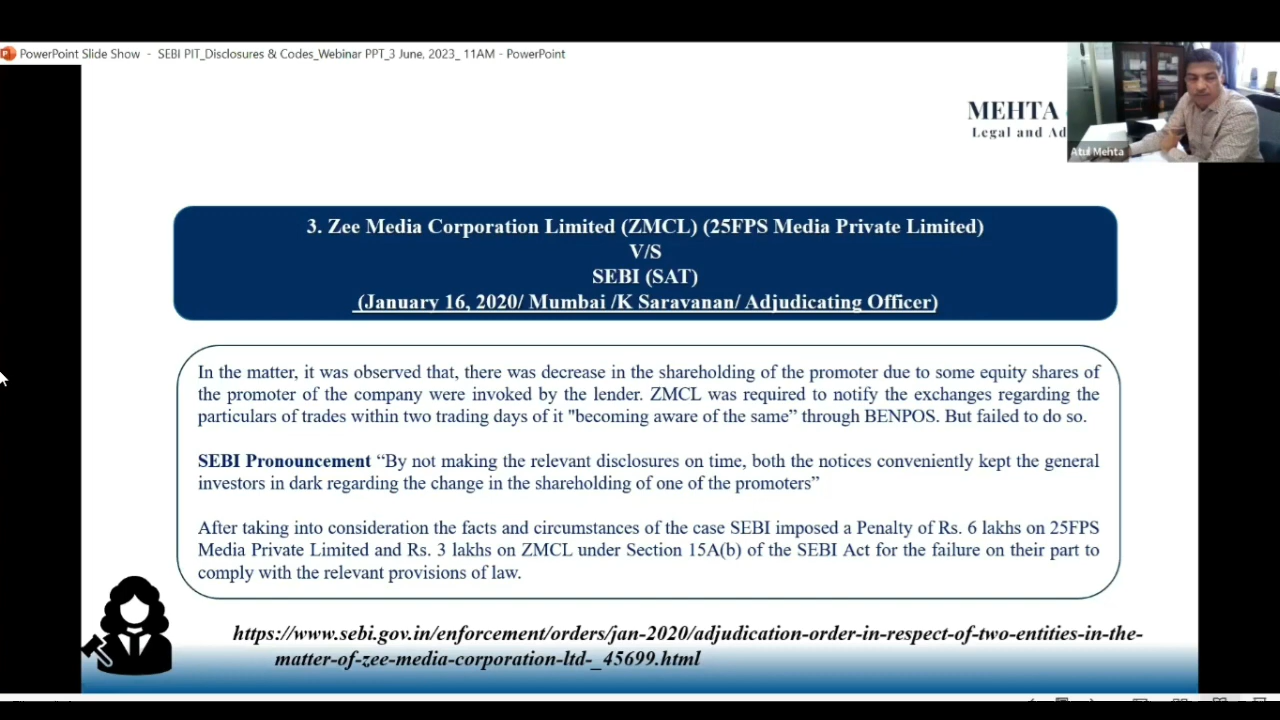 PowerPoint Slide Show - SEBI PIT_Disclosures & Codes_Webinar PPT_3 June, 2023_ 11AM - PowerPoint
MEHTA
Legal and Ad
Atul Mehta
3. Zee Media Corporation Limited (ZMCL) (25FPS Media Private Limited)
V/S
SEBI (SAT)
(January 16, 2020/ Mumbai /K Saravanan/ Adjudicating Officer)
In the matter, it was observed that, there was decrease in the shareholding of the promoter due to some equity shares of
the promoter of the company were invoked by the lender. ZMCL was required to notify the exchanges regarding the
particulars of trades within two trading days of it "becoming aware of the same” through BENPOS. But failed to do so.
SEBI Pronouncement “By not making the relevant disclosures on time, both the notices conveniently kept the general
investors in dark regarding the change in the shareholding of one of the promoters”
After taking into consideration the facts and circumstances of the case SEBI imposed a Penalty of Rs. 6 lakhs on 25FPS
Media Private Limited and Rs. 3 lakhs on ZMCL under Section 15A(b) of the SEBI Act for the failure on their part to
comply with the relevant provisions of law.
https://www.sebi.gov.in/enforcement/orders/jan-2020/adjudication-order-in-respect-of-two-entities-in-the-
matter-of-zee-media-corporation-ltd-_45699.html